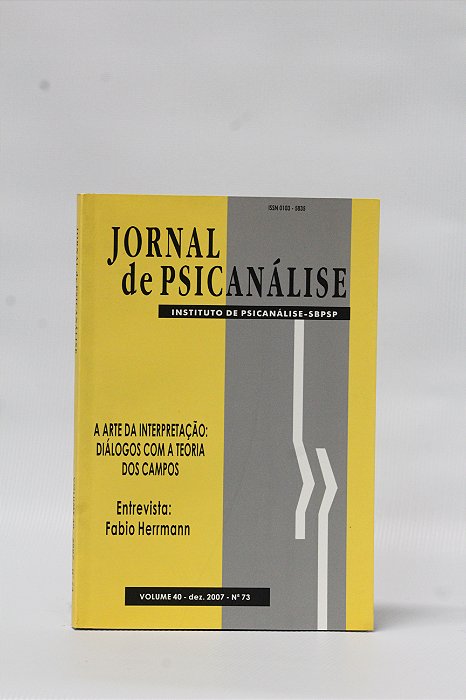 ISSN 0103 - 5835
JORNAL
de PSICANÁLISE
INSTITUTO DE PSICANÁLISE-SBPSP
A ARTE DA INTERPRETAÇÃO:
DIÁLOGOS COM A TEORIA
DOS CAMPOS
Entrevista:
Fabio Herrmann
VOLUME 40 - dez. 2007 - Nº 73